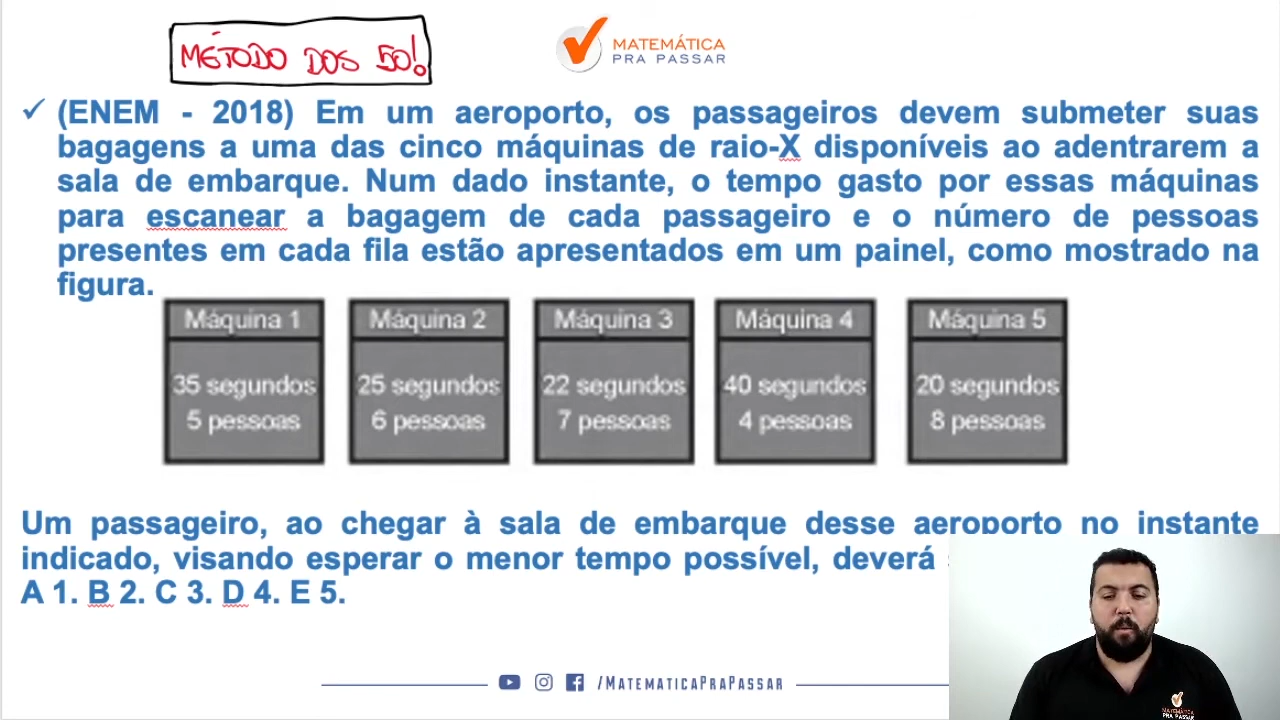 MÉTODO DOS 50!
MATEMÁTICA
PRA PASSAR
✓ (ENEM - 2018) Em um aeroporto, os passageiros devem submeter suas
bagagens a uma das cinco máquinas de raio-X disponíveis ao adentrarem a
sala de embarque. Num dado instante, o tempo gasto por essas máquinas
para escanear a bagagem de cada passageiro e o número de pessoas
presentes em cada fila estão apresentados em um painel, como mostrado na
figura.
Máquina 1
35 segundos
5 pessoas
Máquina 2
25 segundos
6 pessoas
Máquina 3
22 segundos
7 pessoas
Máquina 4
40 segundos
4 pessoas
Máquina 5
20 segundos
8 pessoas
Um passageiro, ao chegar à sala de embarque desse aeroporto no instante
indicado, visando esperar o menor tempo possível, deverá
A 1. B 2. C 3. D 4. E 5.
/MATEMATICAPRAPASSAR
MATEMÁTICA
PRA PASSAR